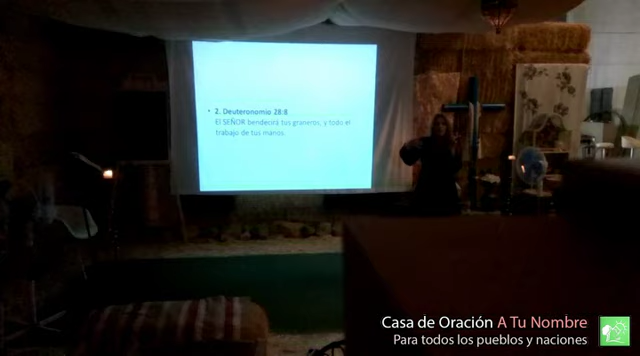 • 2. Deuteronomio 28:8
El SEÑOR bendecirá tus graneros, y todo el
trabajo de tus manos.
Casa de Oración A Tu Nombre
Para todos los pueblos y naciones